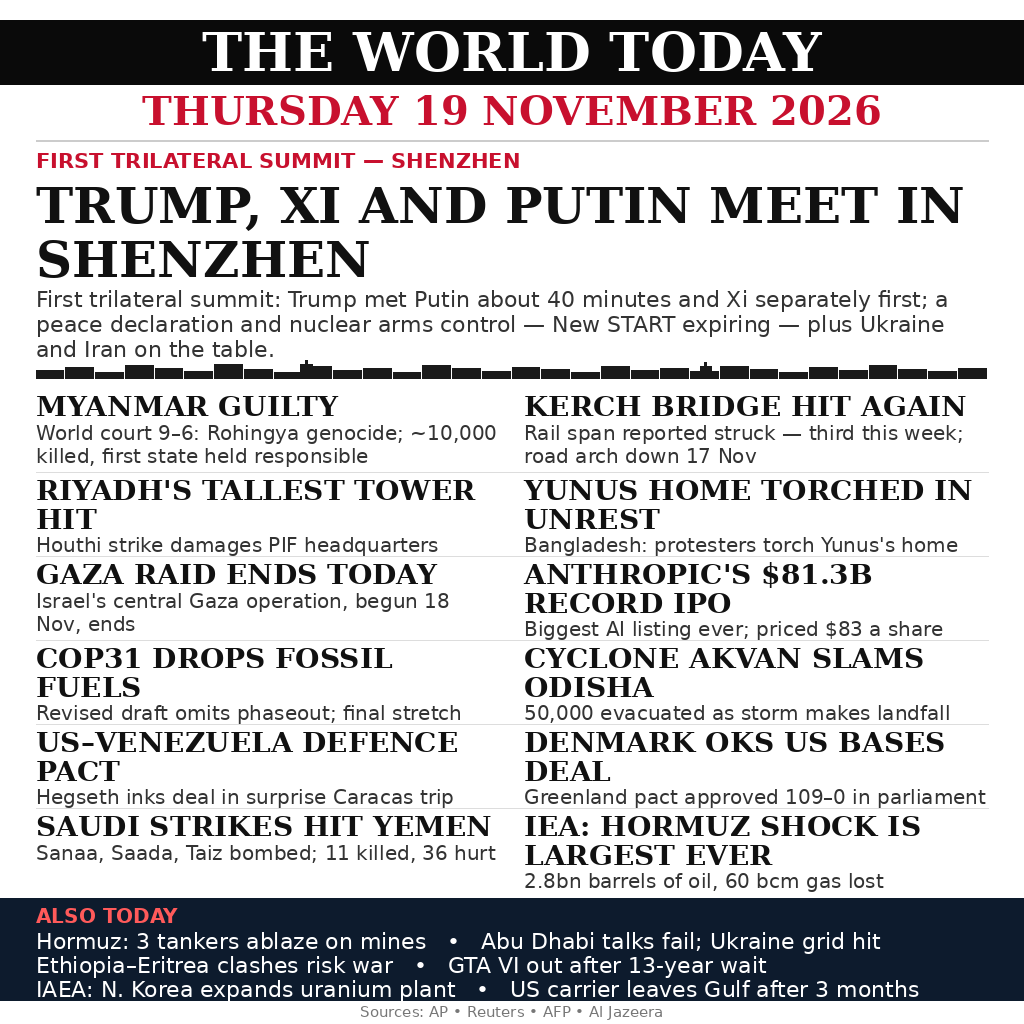 THE WORLD TODAY
THURSDAY 19 NOVEMBER 2026
FIRST TRILATERAL SUMMIT — SHENZHEN
TRUMP, XI AND PUTIN MEET IN
SHENZHEN
First trilateral summit: Trump met Putin about 40 minutes and Xi separately first; a
peace declaration and nuclear arms control — New START expiring — plus Ukraine
and Iran on the table.
MYANMAR GUILTY
World court 9–6: Rohingya genocide; ~10,000
killed, first state held responsible
KERCH BRIDGE HIT AGAIN
Rail span reported struck — third this week;
road arch down 17 Nov
RIYADH'S TALLEST TOWER
HIT
Houthi strike damages PIF headquarters
YUNUS HOME TORCHED IN
UNREST
Bangladesh: protesters torch Yunus's home
GAZA RAID ENDS TODAY
Israel's central Gaza operation, begun 18
Nov, ends
ANTHROPIC'S $81.3B
RECORD IPO
Biggest AI listing ever; priced $83 a share
COP31 DROPS FOSSIL
FUELS
Revised draft omits phaseout; final stretch
CYCLONE AKVAN SLAMS
ODISHA
50,000 evacuated as storm makes landfall
US–VENEZUELA DEFENCE
PACT
Hegseth inks deal in surprise Caracas trip
DENMARK OKS US BASES
DEAL
Greenland pact approved 109–0 in parliament
SAUDI STRIKES HIT YEMEN
Sanaa, Saada, Taiz bombed; 11 killed, 36 hurt
IEA: HORMUZ SHOCK IS
LARGEST EVER
2.8bn barrels of oil, 60 bcm gas lost
ALSO TODAY
Hormuz: 3 tankers ablaze on mines • Abu Dhabi talks fail; Ukraine grid hit
Ethiopia–Eritrea clashes risk war • GTA VI out after 13-year wait
IAEA: N. Korea expands uranium plant • US carrier leaves Gulf after 3 months
Sources: AP • Reuters • AFP • Al Jazeera